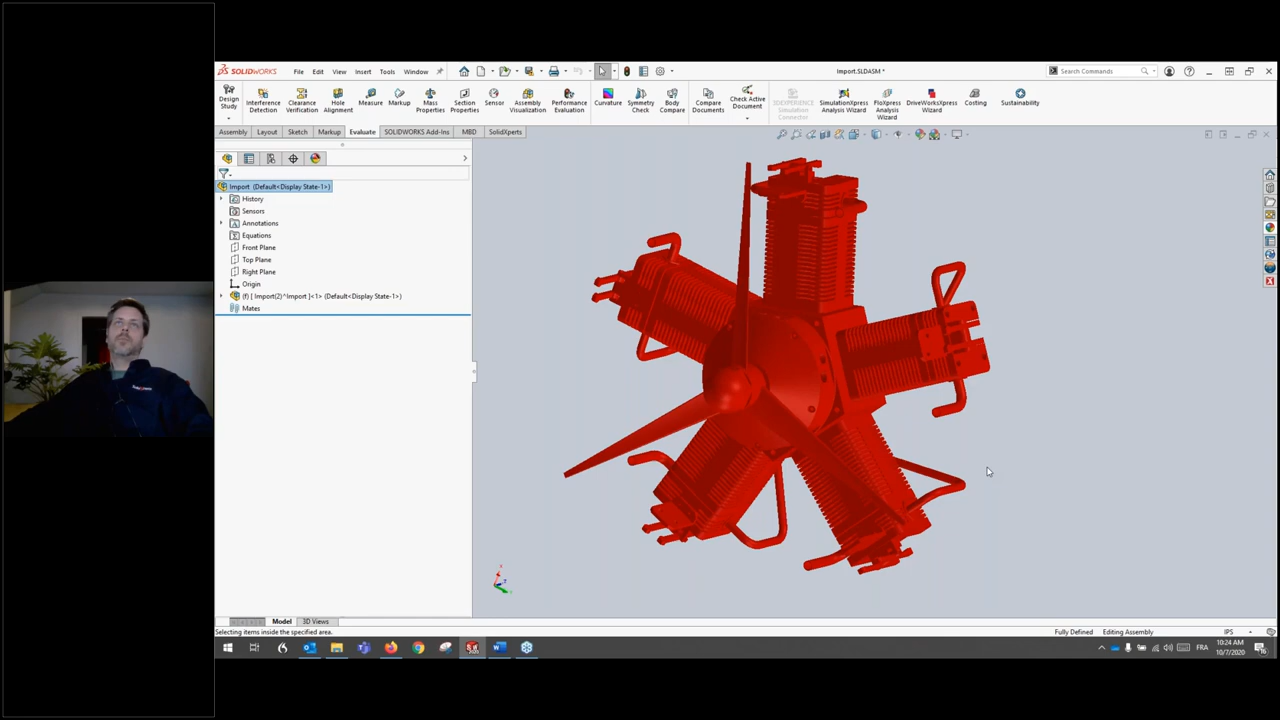 SOLIDWORKS
File Edit View Insert Tools Window
Import.SLDASM *
Search Commands
Design Study
Interference Detection
Clearance Verification
Hole Alignment
Measure
Markup
Mass Properties
Section Properties
Sensor
Assembly Visualization
Performance Evaluation
Curvature
Symmetry Check
Body Compare
Compare Documents
Check Active Document
3DEXPERIENCE Simulation Connector
SimulationXpress Analysis Wizard
FloXpress Analysis Wizard
DriveWorksXpress Wizard
Costing
Sustainability
Assembly Layout Sketch Markup Evaluate SOLIDWORKS Add-Ins MBD SolidXperts
Import (Default<Display State-1>)
History
Sensors
Annotations
Equations
Front Plane
Top Plane
Right Plane
Origin
(f) [ Import(2)^Import ]<1> (Default<Display State-1>)
Mates
Model 3D Views
Selecting items inside the specified area.
Fully Defined Editing Assembly IPS
FRA
10:24 AM
10/7/2020